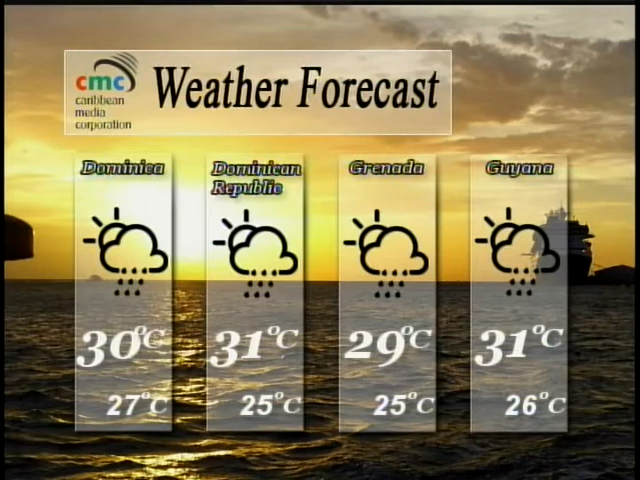 cmc
caribbean
media
corporation
Weather Forecast
Dominica
Dominican
Republic
Grenada
Guyana
30°C
31°C
29°C
31°C
27°C
25°C
25°C
26°C